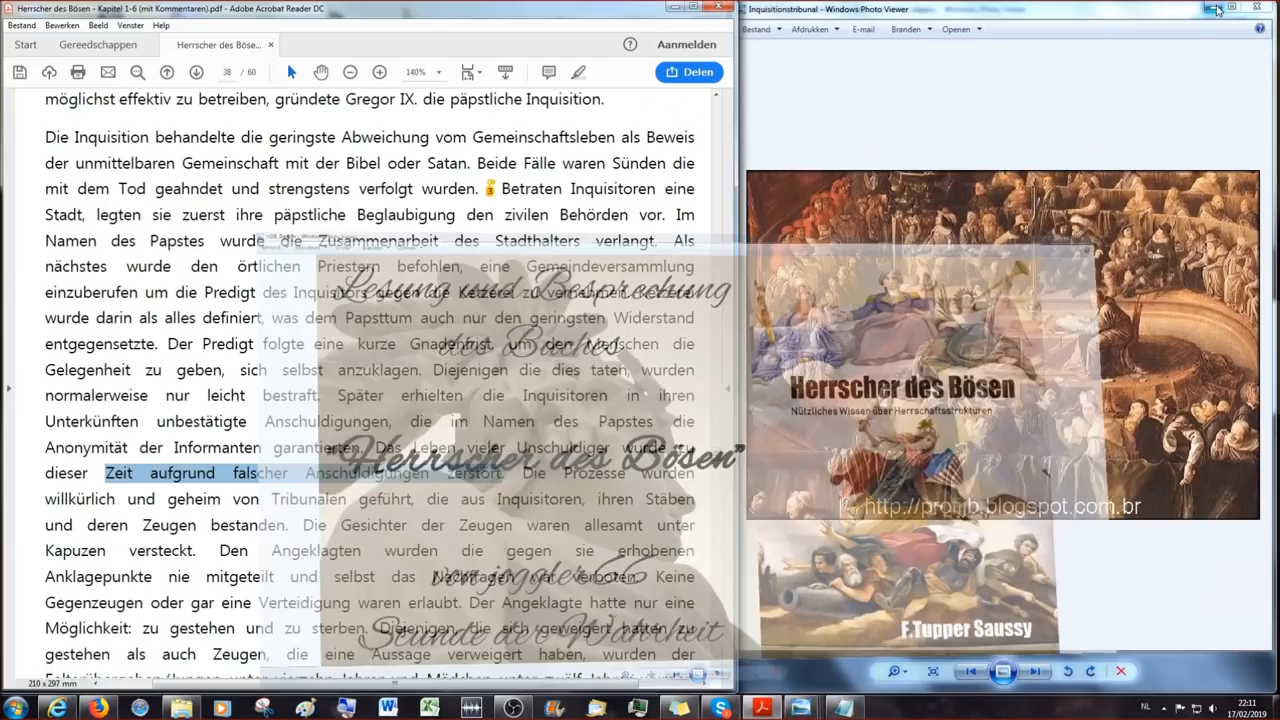 Herrscher des Bösen - Kapitel 1-6 (mit Kommentaren).pdf - Adobe Acrobat Reader DC
Bestand Bewerken Beeld Venster Help
Start Gereedschappen Herrscher des Böse... × Aanmelden
38 / 60 140% Delen
möglichst effektiv zu betreiben, gründete Gregor IX. die päpstliche Inquisition.
Die Inquisition behandelte die geringste Abweichung vom Gemeinschaftsleben als Beweis
der unmittelbaren Gemeinschaft mit der Bibel oder Satan. Beide Fälle waren Sünden die
mit dem Tod geahndet und strengstens verfolgt wurden. 3 Betraten Inquisitoren eine
Stadt, legten sie zuerst ihre päpstliche Beglaubigung den zivilen Behörden vor. Im
Namen des Papstes wurde die Zusammenarbeit des Stadthalters verlangt. Als
nächstes wurde den örtlichen Priestern befohlen, eine Gemeindeversammlung
einzuberufen um die Predigt des Inquisitors gegen die Ketzerei zu vernehmen. Ketzerei
wurde darin als alles definiert, was dem Papsttum auch nur den geringsten Widerstand
entgegensetzte. Der Predigt folgte eine kurze Gnadenfrist, um den Menschen die
Gelegenheit zu geben, sich selbst anzuklagen. Diejenigen die dies taten, wurden
normalerweise nur leicht bestraft. Später erhielten die Inquisitoren in ihren
Unterkünften unbestätigte Anschuldigungen, die im Namen des Papstes die
Anonymität der Informanten garantierten. Das Leben vieler Unschuldiger wurde zu
dieser Zeit aufgrund falscher Anschuldigungen zerstört. Die Prozesse wurden
willkürlich und geheim von Tribunalen geführt, die aus Inquisitoren, ihren Stäben
und deren Zeugen bestanden. Die Gesichter der Zeugen waren allesamt unter
Kapuzen versteckt. Den Angeklagten wurden die gegen sie erhobenen
Anklagepunkte nie mitgeteilt und selbst das Nachfragen war verboten. Keine
Gegenzeugen oder gar eine Verteidigung waren erlaubt. Der Angeklagte hatte nur eine
Möglichkeit: zu gestehen und zu sterben. Diejenigen, die sich geweigert hatten zu
gestehen als auch Zeugen, die eine Aussage verweigert haben, wurden der
210 x 297 mm
Lesung und Besprechung
des Buches
"Herrscher des Bösen"
von joggler66
Stunde der Wahrheit
Inquisitionstribunal - Windows Photo Viewer
Bestand Afdrukken E-mail Branden Openen
Herrscher des Bösen
Nützliches Wissen über Herrschaftsstrukturen
http://profjb.blogspot.com.br
F.Tupper Saussy
NL 22:11
17/02/2019